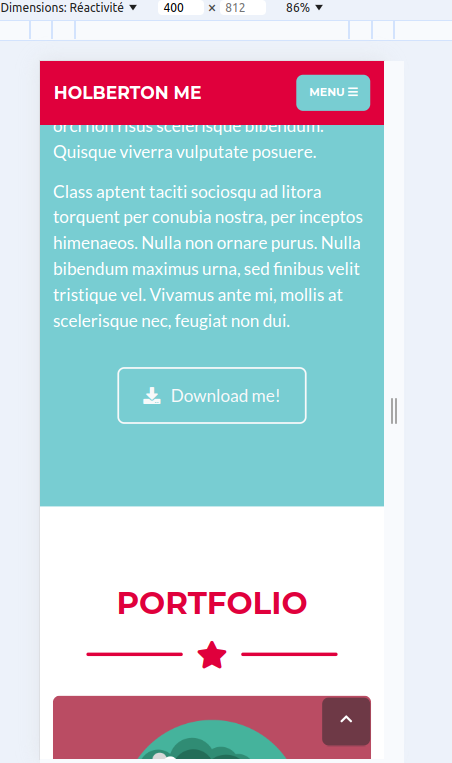 Dimensions: Réactivité ▼ 400 × 812 86% ▼
HOLBERTON ME
MENU ☰
orci non risus scelerisque bibendum.
Quisque viverra vulputate posuere.
Class aptent taciti sociosqu ad litora
torquent per conubia nostra, per inceptos
himenaeos. Nulla non ornare purus. Nulla
bibendum maximus urna, sed finibus velit
tristique vel. Vivamus ante mi, mollis at
scelerisque nec, feugiat non dui.
Download me!
PORTFOLIO